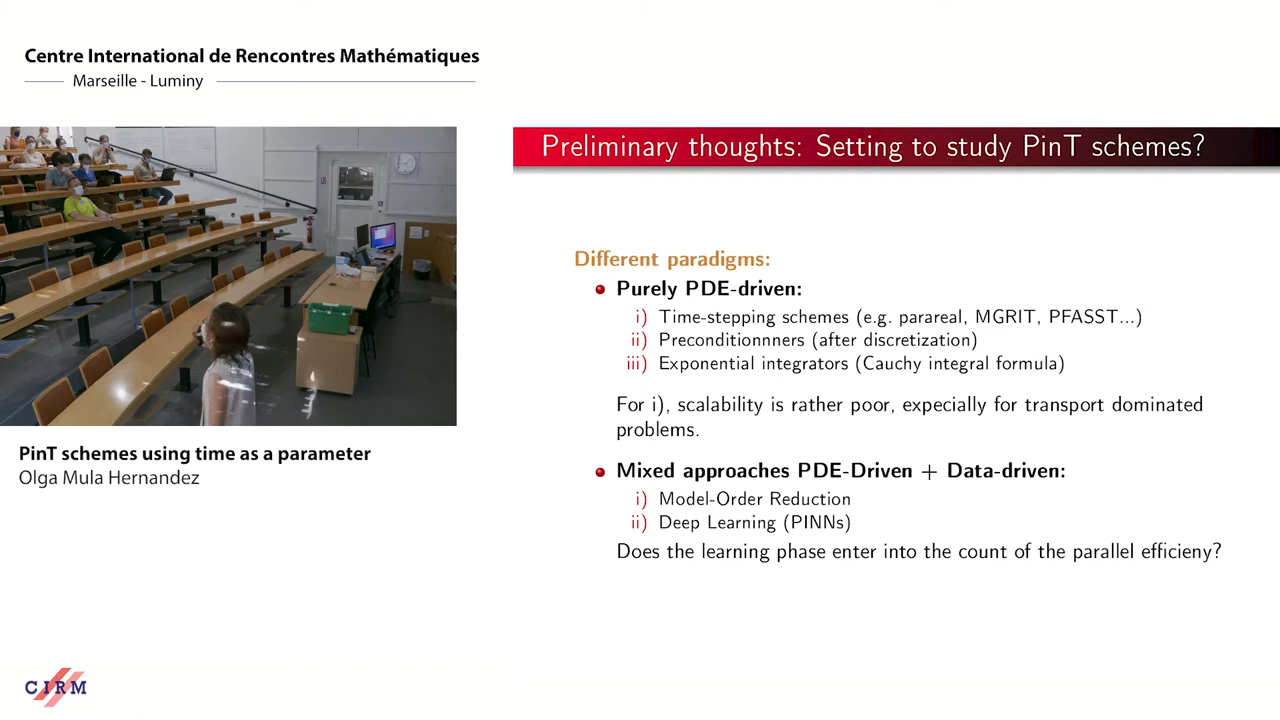 Centre International de Rencontres Mathématiques
Marseille - Luminy
PinT schemes using time as a parameter
Olga Mula Hernandez
CIRM
Preliminary thoughts: Setting to study PinT schemes?
Different paradigms:
Purely PDE-driven:
i) Time-stepping schemes (e.g. parareal, MGRIT, PFASST...)
ii) Preconditionnners (after discretization)
iii) Exponential integrators (Cauchy integral formula)
For i), scalability is rather poor, expecially for transport dominated
problems.
Mixed approaches PDE-Driven + Data-driven:
i) Model-Order Reduction
ii) Deep Learning (PINNs)
Does the learning phase enter into the count of the parallel efficieny?